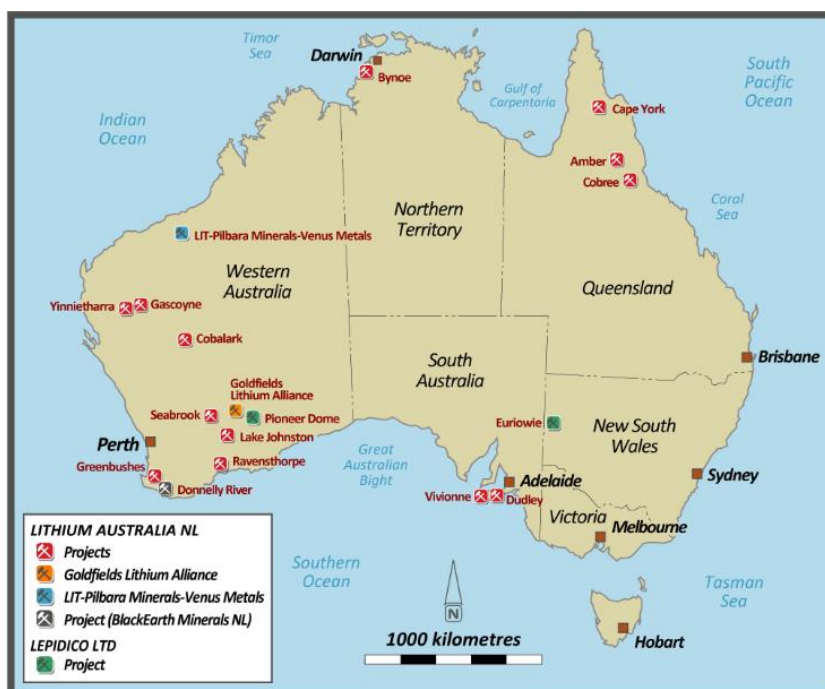 Timor
Sea
Darwin
Bynoe
Gulf of
Carpentaria
South
Pacific
Ocean
Cape York
Indian
Ocean
Amber
Cobree
Coral
Sea
Northern
Territory
LIT-Pilbara Minerals-Venus Metals
Western
Australia
Queensland
Yinnietharra
Gascoyne
Cobalark
South
Australia
Brisbane
Goldfields
Lithium Alliance
Seabrook
Pioneer Dome
Euriowie
New South
Wales
Perth
Lake Johnston
Great
Australian
Bight
Greenbushes
Ravensthorpe
Donnelly River
Adelaide
Sydney
Vivionne
Dudley
Victoria
Melbourne
LITHIUM AUSTRALIA NL
Projects
Goldfields Lithium Alliance
LIT-Pilbara Minerals-Venus Metals
Project (BlackEarth Minerals NL)
LEPIDICO LTD
Project
Southern
Ocean
N
1000 kilometres
Tasman
Sea
Hobart